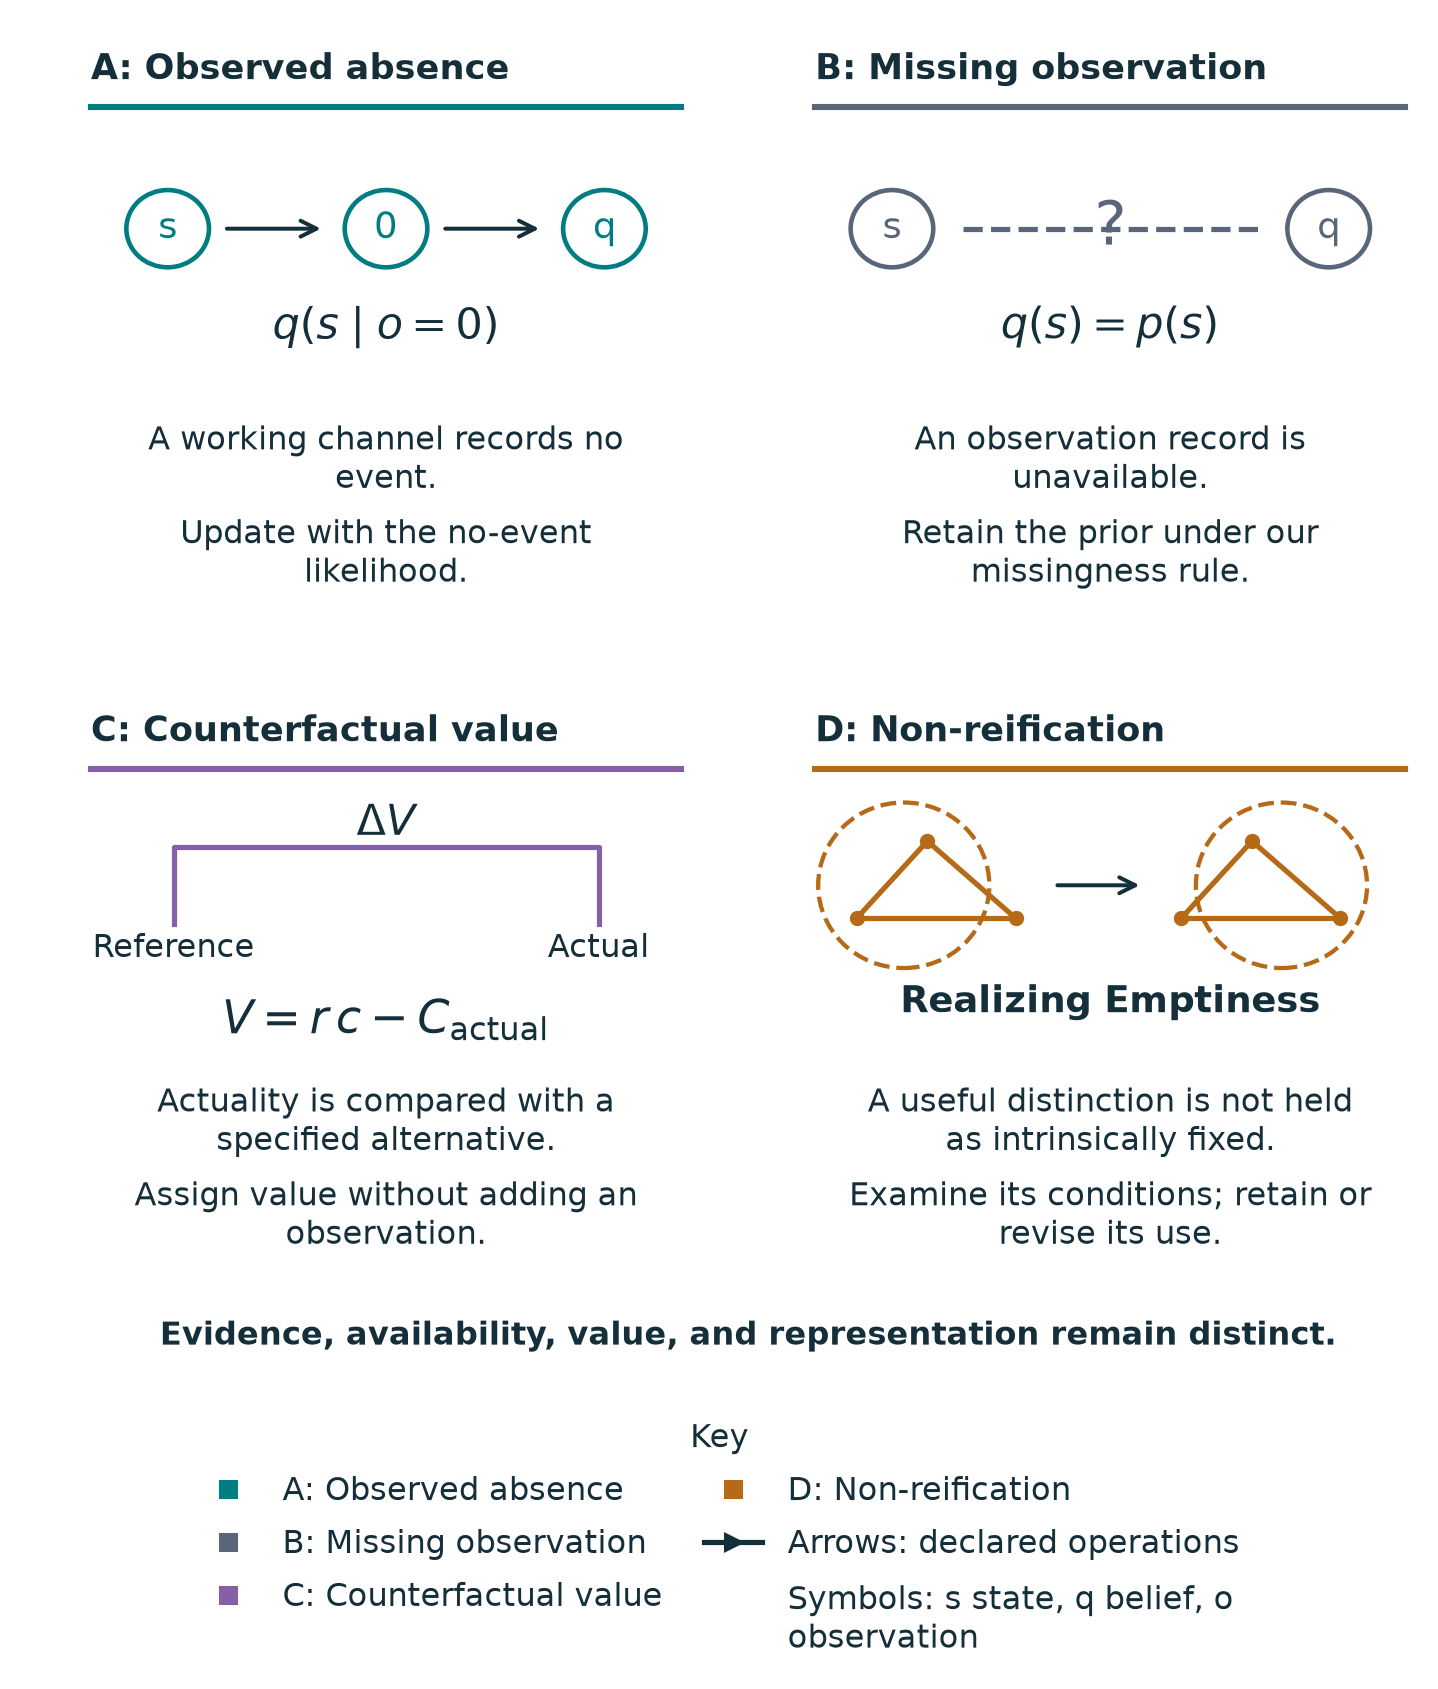 A: Observed absence
s
0
q
q(s | o = 0)
A working channel records no
event.
Update with the no-event
likelihood.
B: Missing observation
s
?
q
q(s) = p(s)
An observation record is
unavailable.
Retain the prior under our
missingness rule.
C: Counterfactual value
ΔV
Reference
Actual
V = r c − C_actual
Actuality is compared with a
specified alternative.
Assign value without adding an
observation.
D: Non-reification
Realizing Emptiness
A useful distinction is not held
as intrinsically fixed.
Examine its conditions; retain or
revise its use.
Evidence, availability, value, and representation remain distinct.
Key
A: Observed absence
B: Missing observation
C: Counterfactual value
D: Non-reification
Arrows: declared operations
Symbols: s state, q belief, o
observation